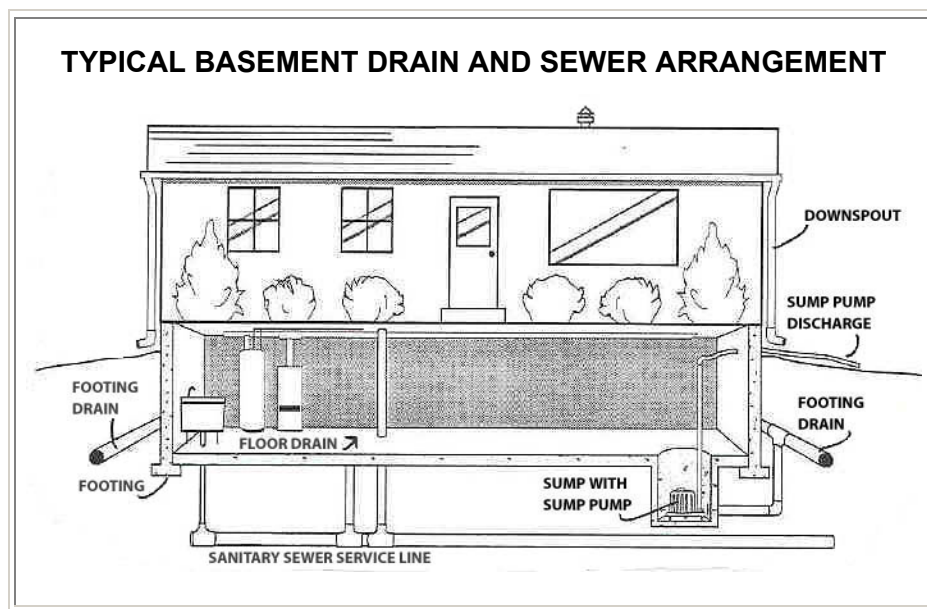 TYPICAL BASEMENT DRAIN AND SEWER ARRANGEMENT
DOWNSPOUT
SUMP PUMP
DISCHARGE
FOOTING
DRAIN
FOOTING
DRAIN
FLOOR DRAIN
FOOTING
SUMP WITH
SUMP PUMP
SANITARY SEWER SERVICE LINE